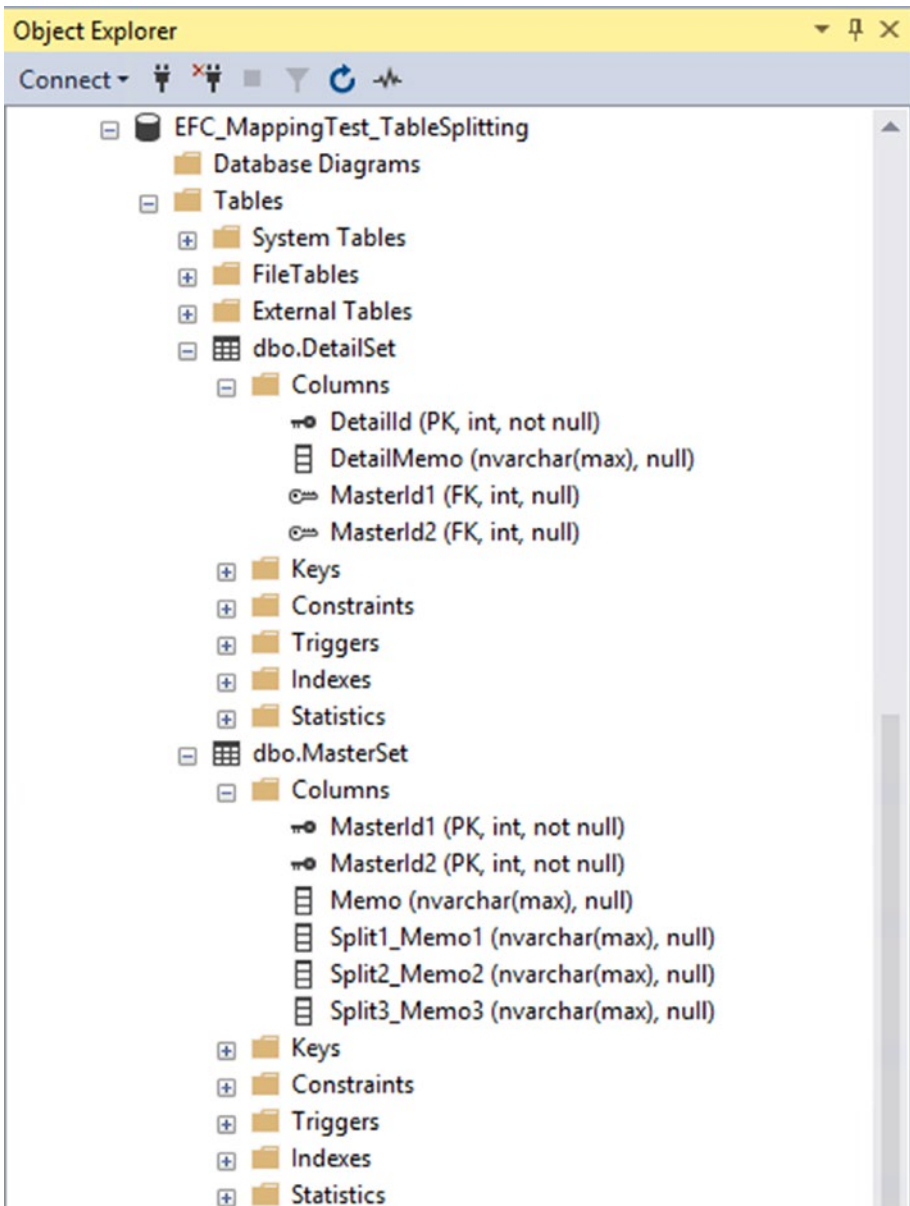 Object Explorer
Connect
EFC_MappingTest_TableSplitting
Database Diagrams
Tables
System Tables
FileTables
External Tables
dbo.DetailSet
Columns
DetailId (PK, int, not null)
DetailMemo (nvarchar(max), null)
MasterId1 (FK, int, null)
MasterId2 (FK, int, null)
Keys
Constraints
Triggers
Indexes
Statistics
dbo.MasterSet
Columns
MasterId1 (PK, int, not null)
MasterId2 (PK, int, not null)
Memo (nvarchar(max), null)
Split1_Memo1 (nvarchar(max), null)
Split2_Memo2 (nvarchar(max), null)
Split3_Memo3 (nvarchar(max), null)
Keys
Constraints
Triggers
Indexes
Statistics